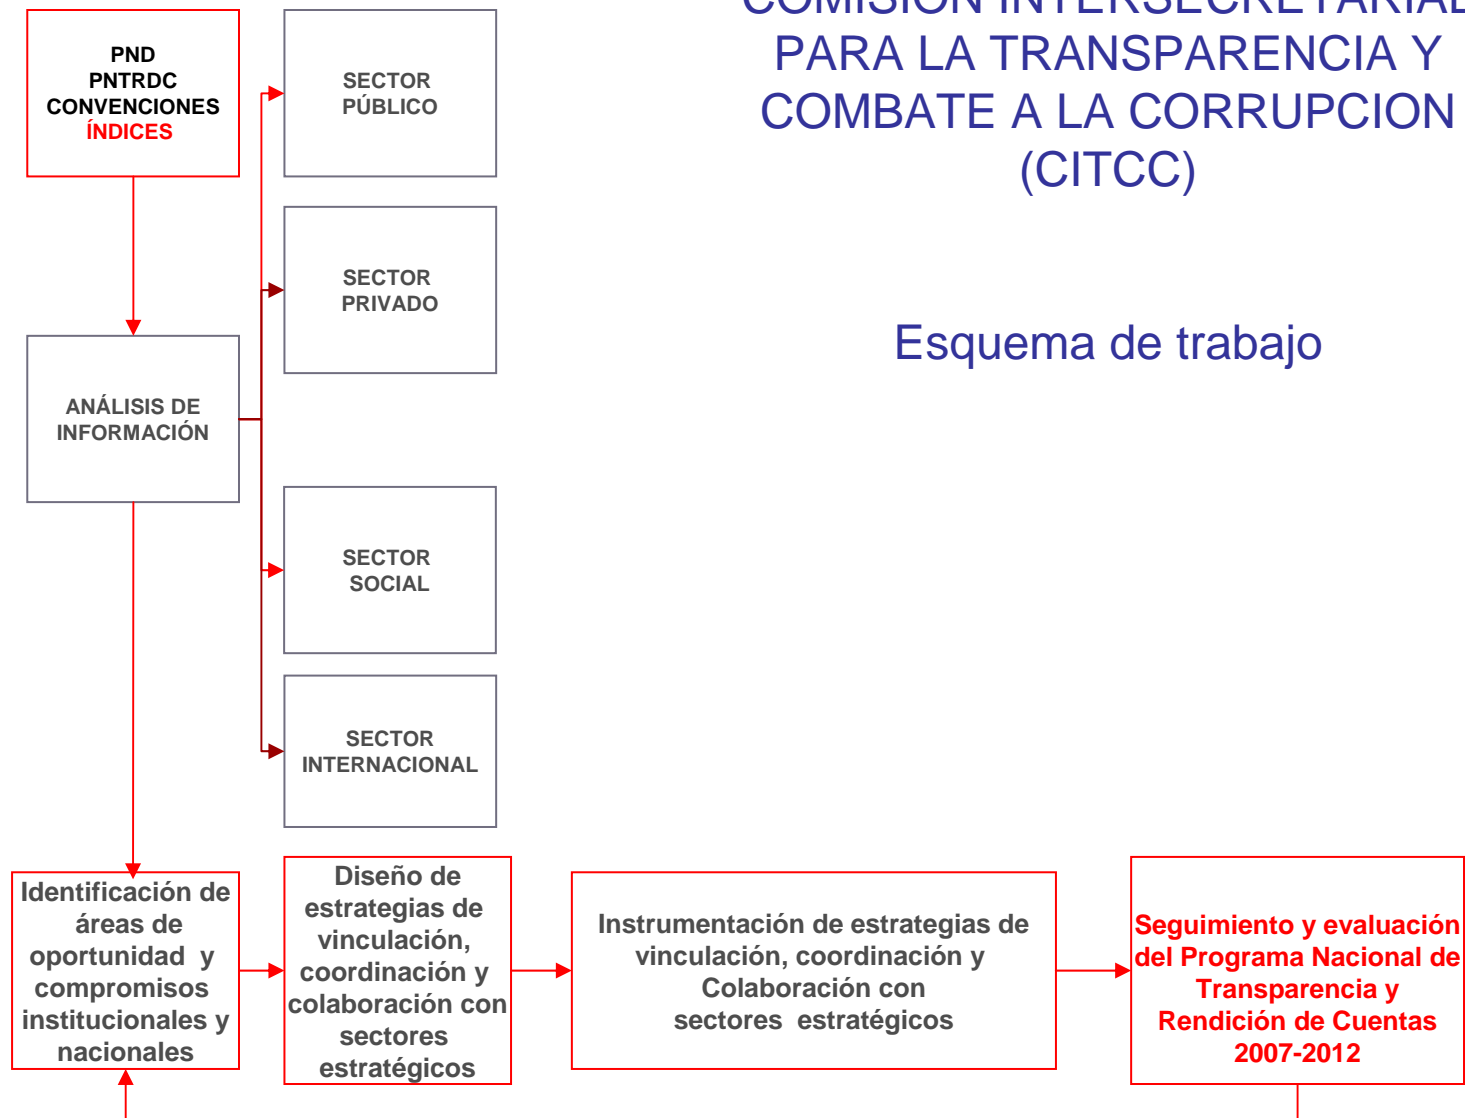 COMISION INTERSECRETARIAL
PARA LA TRANSPARENCIA Y
COMBATE A LA CORRUPCION
(CITCC)
Esquema de trabajo
PND
PNTRDC
CONVENCIONES
ÍNDICES
SECTOR
PÚBLICO
SECTOR
PRIVADO
ANÁLISIS DE
INFORMACIÓN
SECTOR
SOCIAL
SECTOR
INTERNACIONAL
Identificación de
áreas de
oportunidad y
compromisos
institucionales y
nacionales
Diseño de
estrategias de
vinculación,
coordinación y
colaboración con
sectores
estratégicos
Instrumentación de estrategias de
vinculación, coordinación y
Colaboración con
sectores estratégicos
Seguimiento y evaluación
del Programa Nacional de
Transparencia y
Rendición de Cuentas
2007-2012